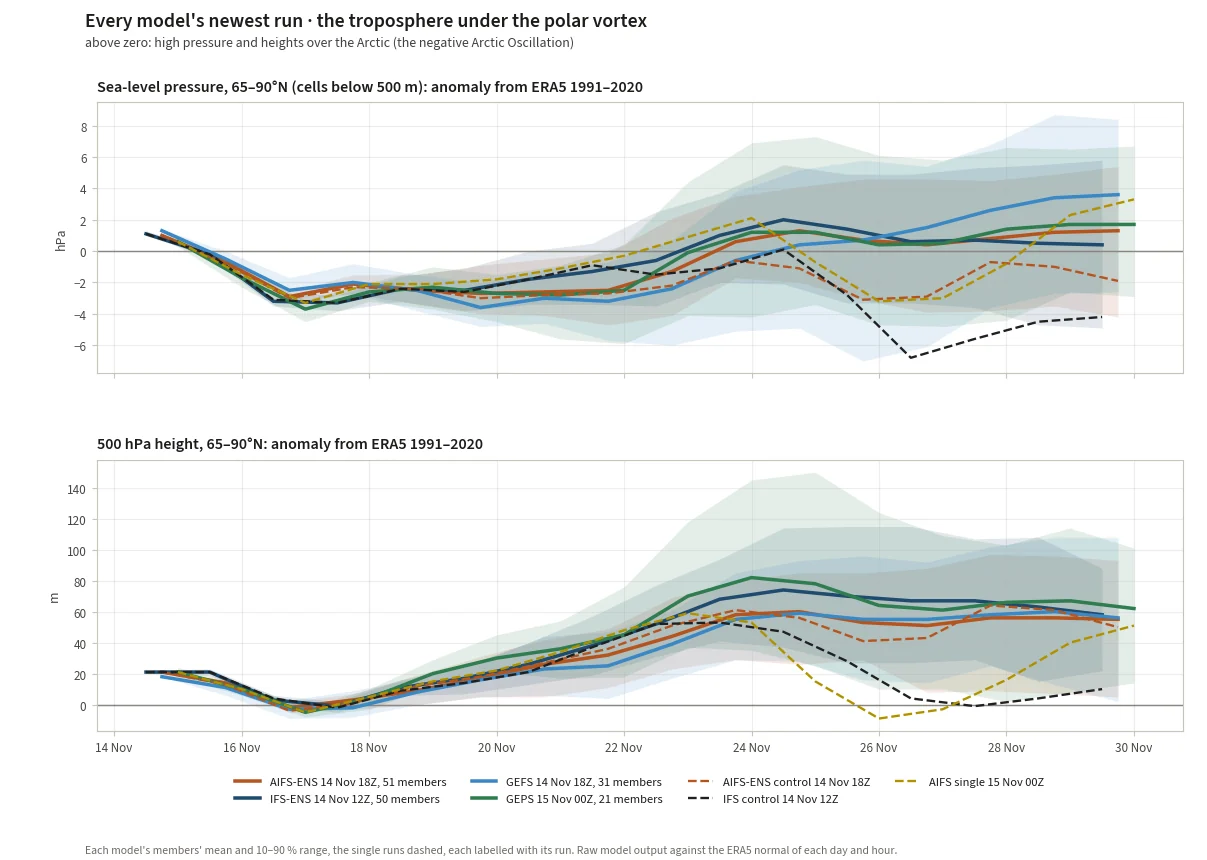 Every model's newest run · the troposphere under the polar vortex
above zero: high pressure and heights over the Arctic (the negative Arctic Oscillation)
Sea-level pressure, 65–90°N (cells below 500 m): anomaly from ERA5 1991–2020
8
6
4
2
0
−2
−4
−6
hPa
500 hPa height, 65–90°N: anomaly from ERA5 1991–2020
140
120
100
80
60
40
20
0
m
14 Nov
16 Nov
18 Nov
20 Nov
22 Nov
24 Nov
26 Nov
28 Nov
30 Nov
AIFS-ENS 14 Nov 18Z, 51 members
GEFS 14 Nov 18Z, 31 members
AIFS-ENS control 14 Nov 18Z
AIFS single 15 Nov 00Z
IFS-ENS 14 Nov 12Z, 50 members
GEPS 15 Nov 00Z, 21 members
IFS control 14 Nov 12Z
Each model's members' mean and 10–90 % range, the single runs dashed, each labelled with its run. Raw model output against the ERA5 normal of each day and hour.